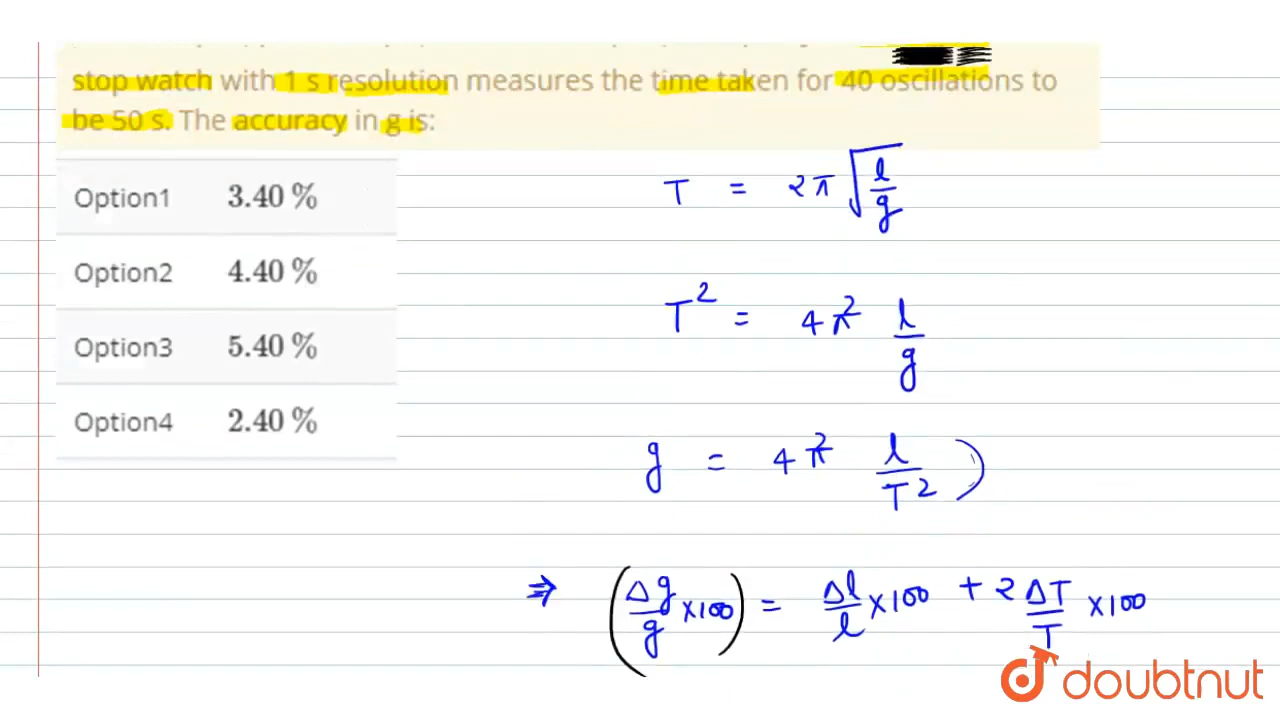 stop watch with 1 s resolution measures the time taken for 40 oscillations to
be 50 s. The accuracy in g is:
Option1 3.40 %
Option2 4.40 %
Option3 5.40 %
Option4 2.40 %
T = 2π √(l/g)
T² = 4π² l/g
g = 4π² l/T² )
⇒ (Δg/g ×100) = Δl/l ×100 + 2 ΔT/T ×100
doubtnut